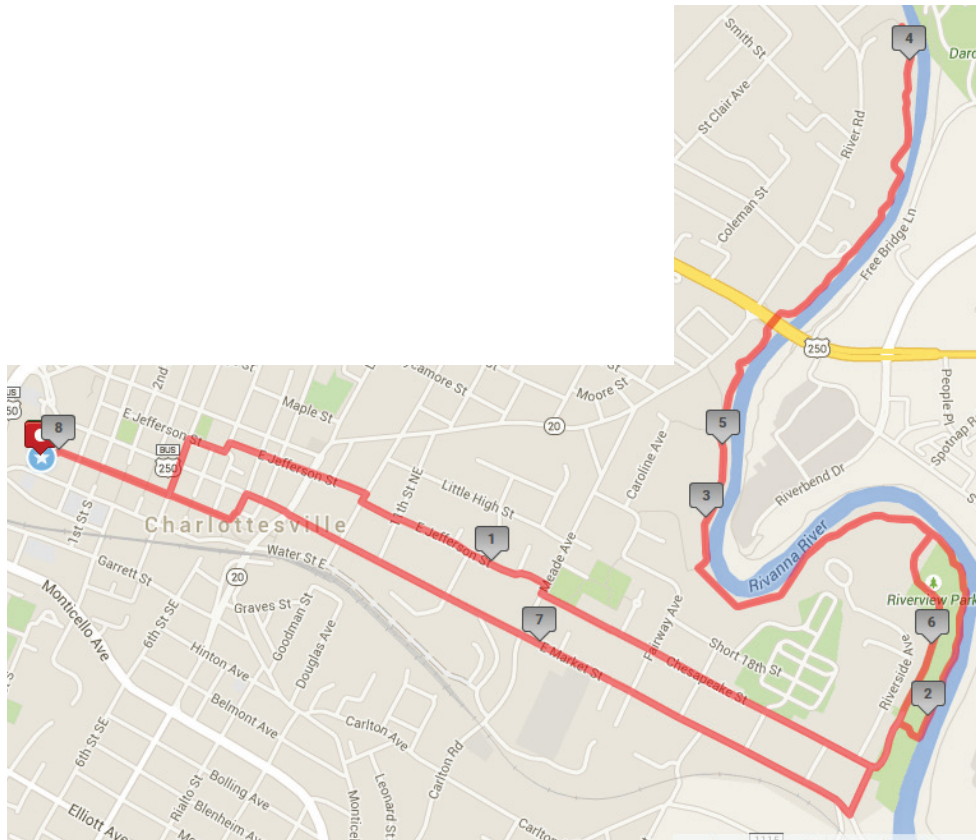 4
Smith St
St Clair Ave
River Rd
Coleman St
Free Bridge Ln
250
People Pl
Moore St
5
Caroline Ave
3
Riverbend Dr
Rivanna River
2nd
Maple St
E Jefferson St
8
BUS
250
20
E Jefferson St
11th St NE
Little High St
1st St S
Charlottesville
Water St E
E Jefferson St
1
Meade Ave
Garrett St
20
Graves St
Goodman St
Douglas Ave
7
E Market St
Fairway Ave
Short 18th St
Chesapeake St
Riverview Park
6
Riverside Ave
2
Monticello Ave
6th St SE
Hinton Ave
Belmont Ave
Carlton Ave
Carlton Rd
6th St SE
Rialto St
Bolling Ave
Blenheim Ave
Leonard St
Elliott Ave